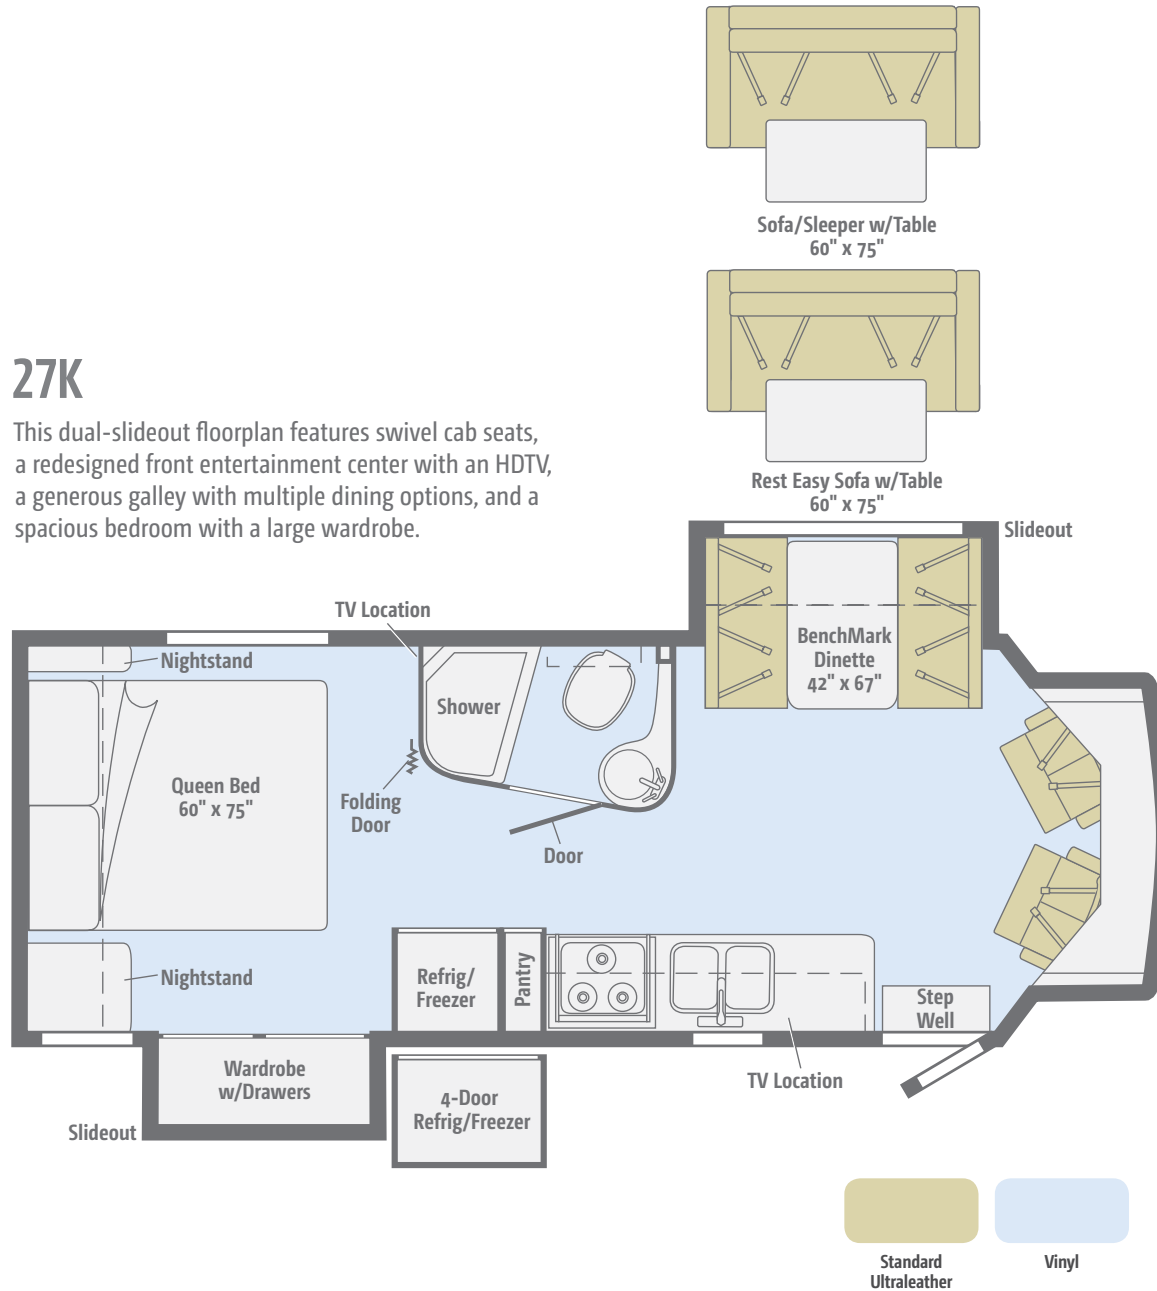 Sofa/Sleeper w/Table
60" x 75"
Rest Easy Sofa w/Table
60" x 75"
27K
This dual-slideout floorplan features swivel cab seats,
a redesigned front entertainment center with an HDTV,
a generous galley with multiple dining options, and a
spacious bedroom with a large wardrobe.
Slideout
TV Location
Nightstand
Shower
BenchMark
Dinette
42" x 67"
Queen Bed
60" x 75"
Folding
Door
Door
Nightstand
Refrig/
Freezer
Pantry
Step
Well
Wardrobe
w/Drawers
TV Location
4-Door
Refrig/Freezer
Slideout
Standard
Ultraleather
Vinyl